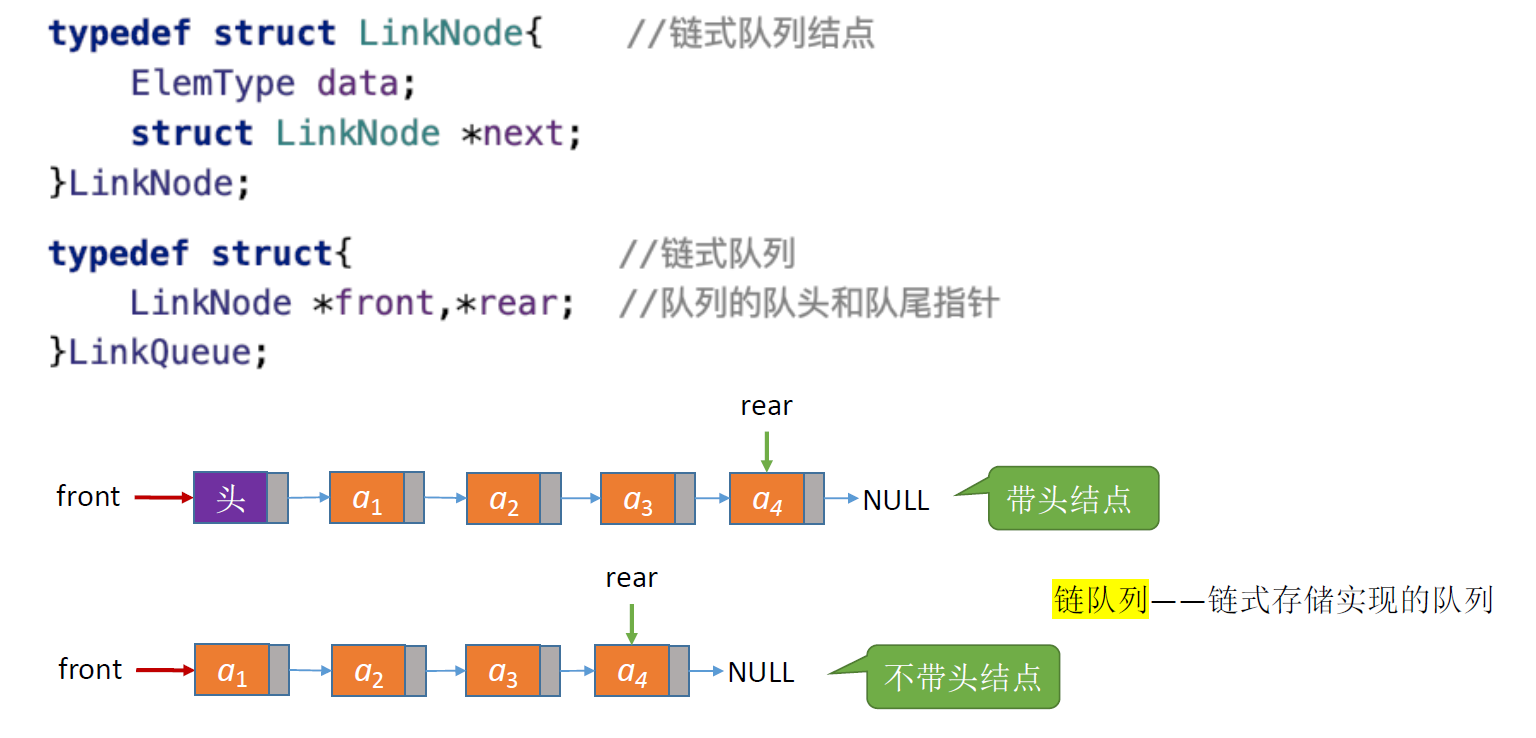 typedef struct LinkNode{ //链式队列结点
ElemType data;
struct LinkNode *next;
}LinkNode;
typedef struct{ //链式队列
LinkNode *front,*rear; //队列的队头和队尾指针
}LinkQueue;
rear
front 头 a1 a2 a3 a4 NULL 带头结点
rear
链队列——链式存储实现的队列
front a1 a2 a3 a4 NULL 不带头结点